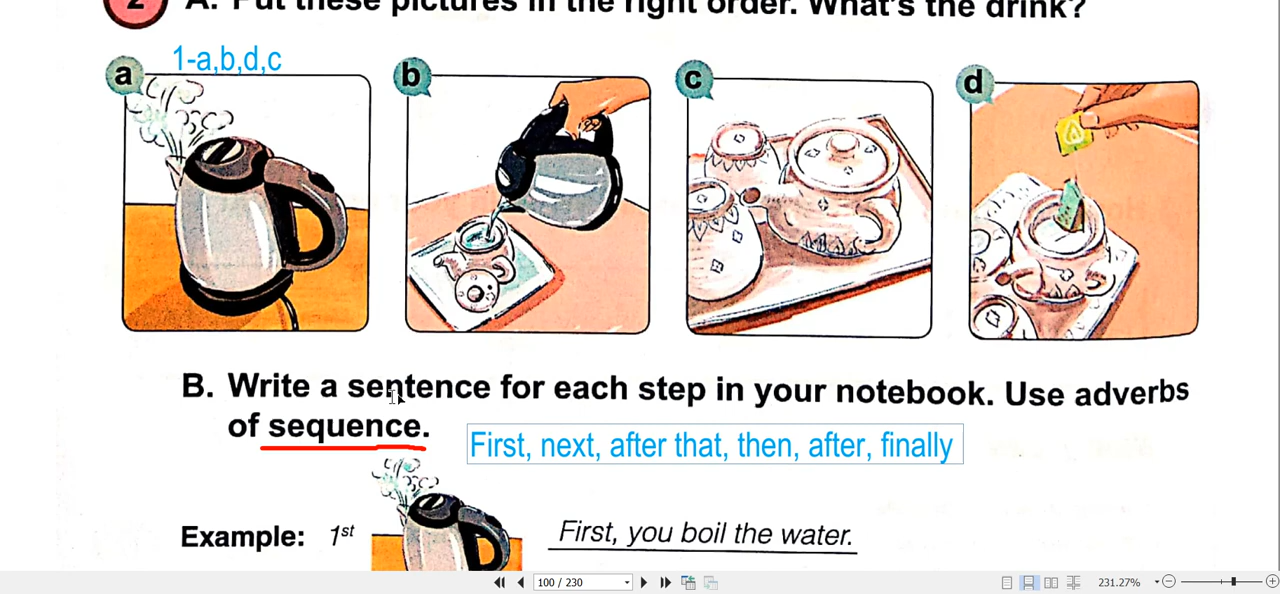 2 A. Put these pictures in the right order. What's the drink?
1-a,b,d,c
a
b
c
d
B. Write a sentence for each step in your notebook. Use adverbs
of sequence.
First, next, after that, then, after, finally
Example: 1st
First, you boil the water.
100 / 230
231.27%